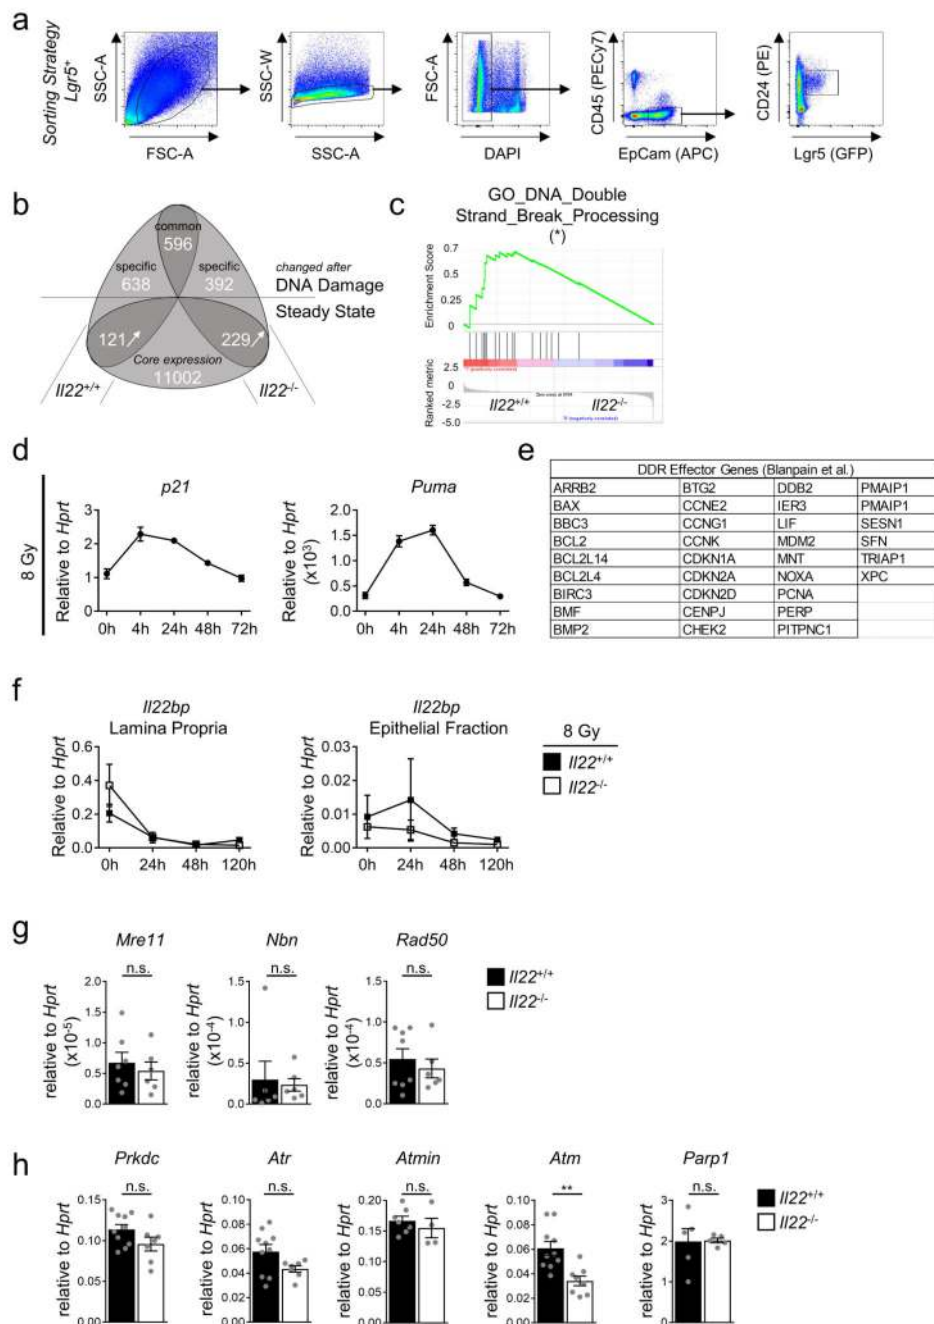 a
Sorting Strategy
Lgr5+
SSC-A
FSC-A
SSC-W
SSC-A
FSC-A
DAPI
CD45 (PECy7)
EpCam (APC)
CD24 (PE)
Lgr5 (GFP)
b
common
596
specific
638
specific
392
changed after
DNA Damage
Steady State
121
229
Core expression
11002
Il22+/+
Il22-/-
c
GO_DNA_Double
Strand_Break_Processing
(*)
Enrichment Score
0.7
0.5
0.25
0
Ranked metric
2.5
0
-2.5
-5.0
Il22+/+
Il22-/-
d
8 Gy
p21
Relative to Hprt
3
2
1
0
0h 4h 24h 48h 72h
Puma
Relative to Hprt
(x10³)
2.0
1.5
1.0
0.5
0.0
0h 4h 24h 48h 72h
e
DDR Effector Genes (Blanpain et al.)
ARRB2 BTG2 DDB2 PMAIP1
BAX CCNE2 IER3 PMAIP1
BBC3 CCNG1 LIF SESN1
BCL2 CCNK MDM2 SFN
BCL2L14 CDKN1A MNT TRIAP1
BCL2L4 CDKN2A NOXA XPC
BIRC3 CDKN2D PCNA
BMF CENPJ PERP
BMP2 CHEK2 PITPNC1
f
Il22bp
Lamina Propria
Relative to Hprt
0.6
0.4
0.2
0.0
0h 24h 48h 120h
Il22bp
Epithelial Fraction
Relative to Hprt
0.03
0.02
0.01
0.00
0h 24h 48h 120h
8 Gy
Il22+/+
Il22-/-
g
Mre11
n.s.
relative to Hprt
(x10-5)
2.0
1.5
1.0
0.5
0.0
Nbn
n.s.
relative to Hprt
(x10-4)
1.5
1.0
0.5
0.0
Rad50
n.s.
relative to Hprt
(x10-4)
1.5
1.0
0.5
0.0
Il22+/+
Il22-/-
h
Prkdc
n.s.
relative to Hprt
0.15
0.10
0.05
0.00
Atr
n.s.
relative to Hprt
0.10
0.08
0.06
0.04
0.02
0.00
Atmin
n.s.
relative to Hprt
0.20
0.15
0.10
0.05
0.00
Atm
**
relative to Hprt
0.10
0.08
0.06
0.04
0.02
0.00
Parp1
n.s.
relative to Hprt
3
2
1
0
Il22+/+
Il22-/-